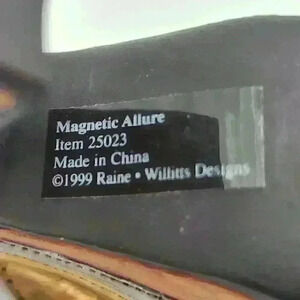 Magnetic Allure
Item 25023
Made in China
©1999 Raine • Willitts Designs